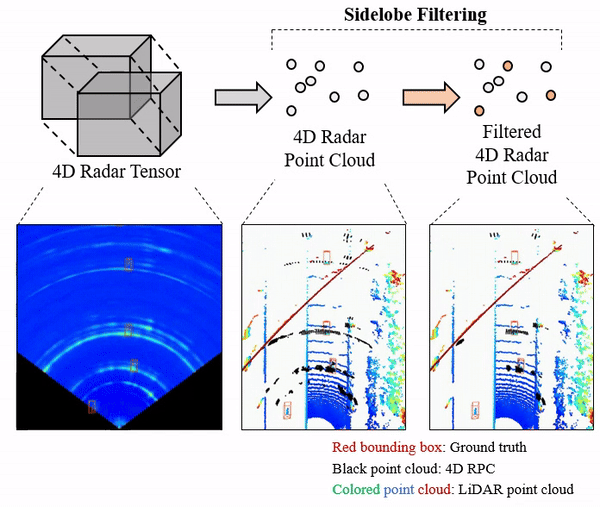 Sidelobe Filtering
4D Radar Tensor
4D Radar
Point Cloud
Filtered
4D Radar
Point Cloud
Red bounding box: Ground truth
Black point cloud: 4D RPC
Colored point cloud: LiDAR point cloud